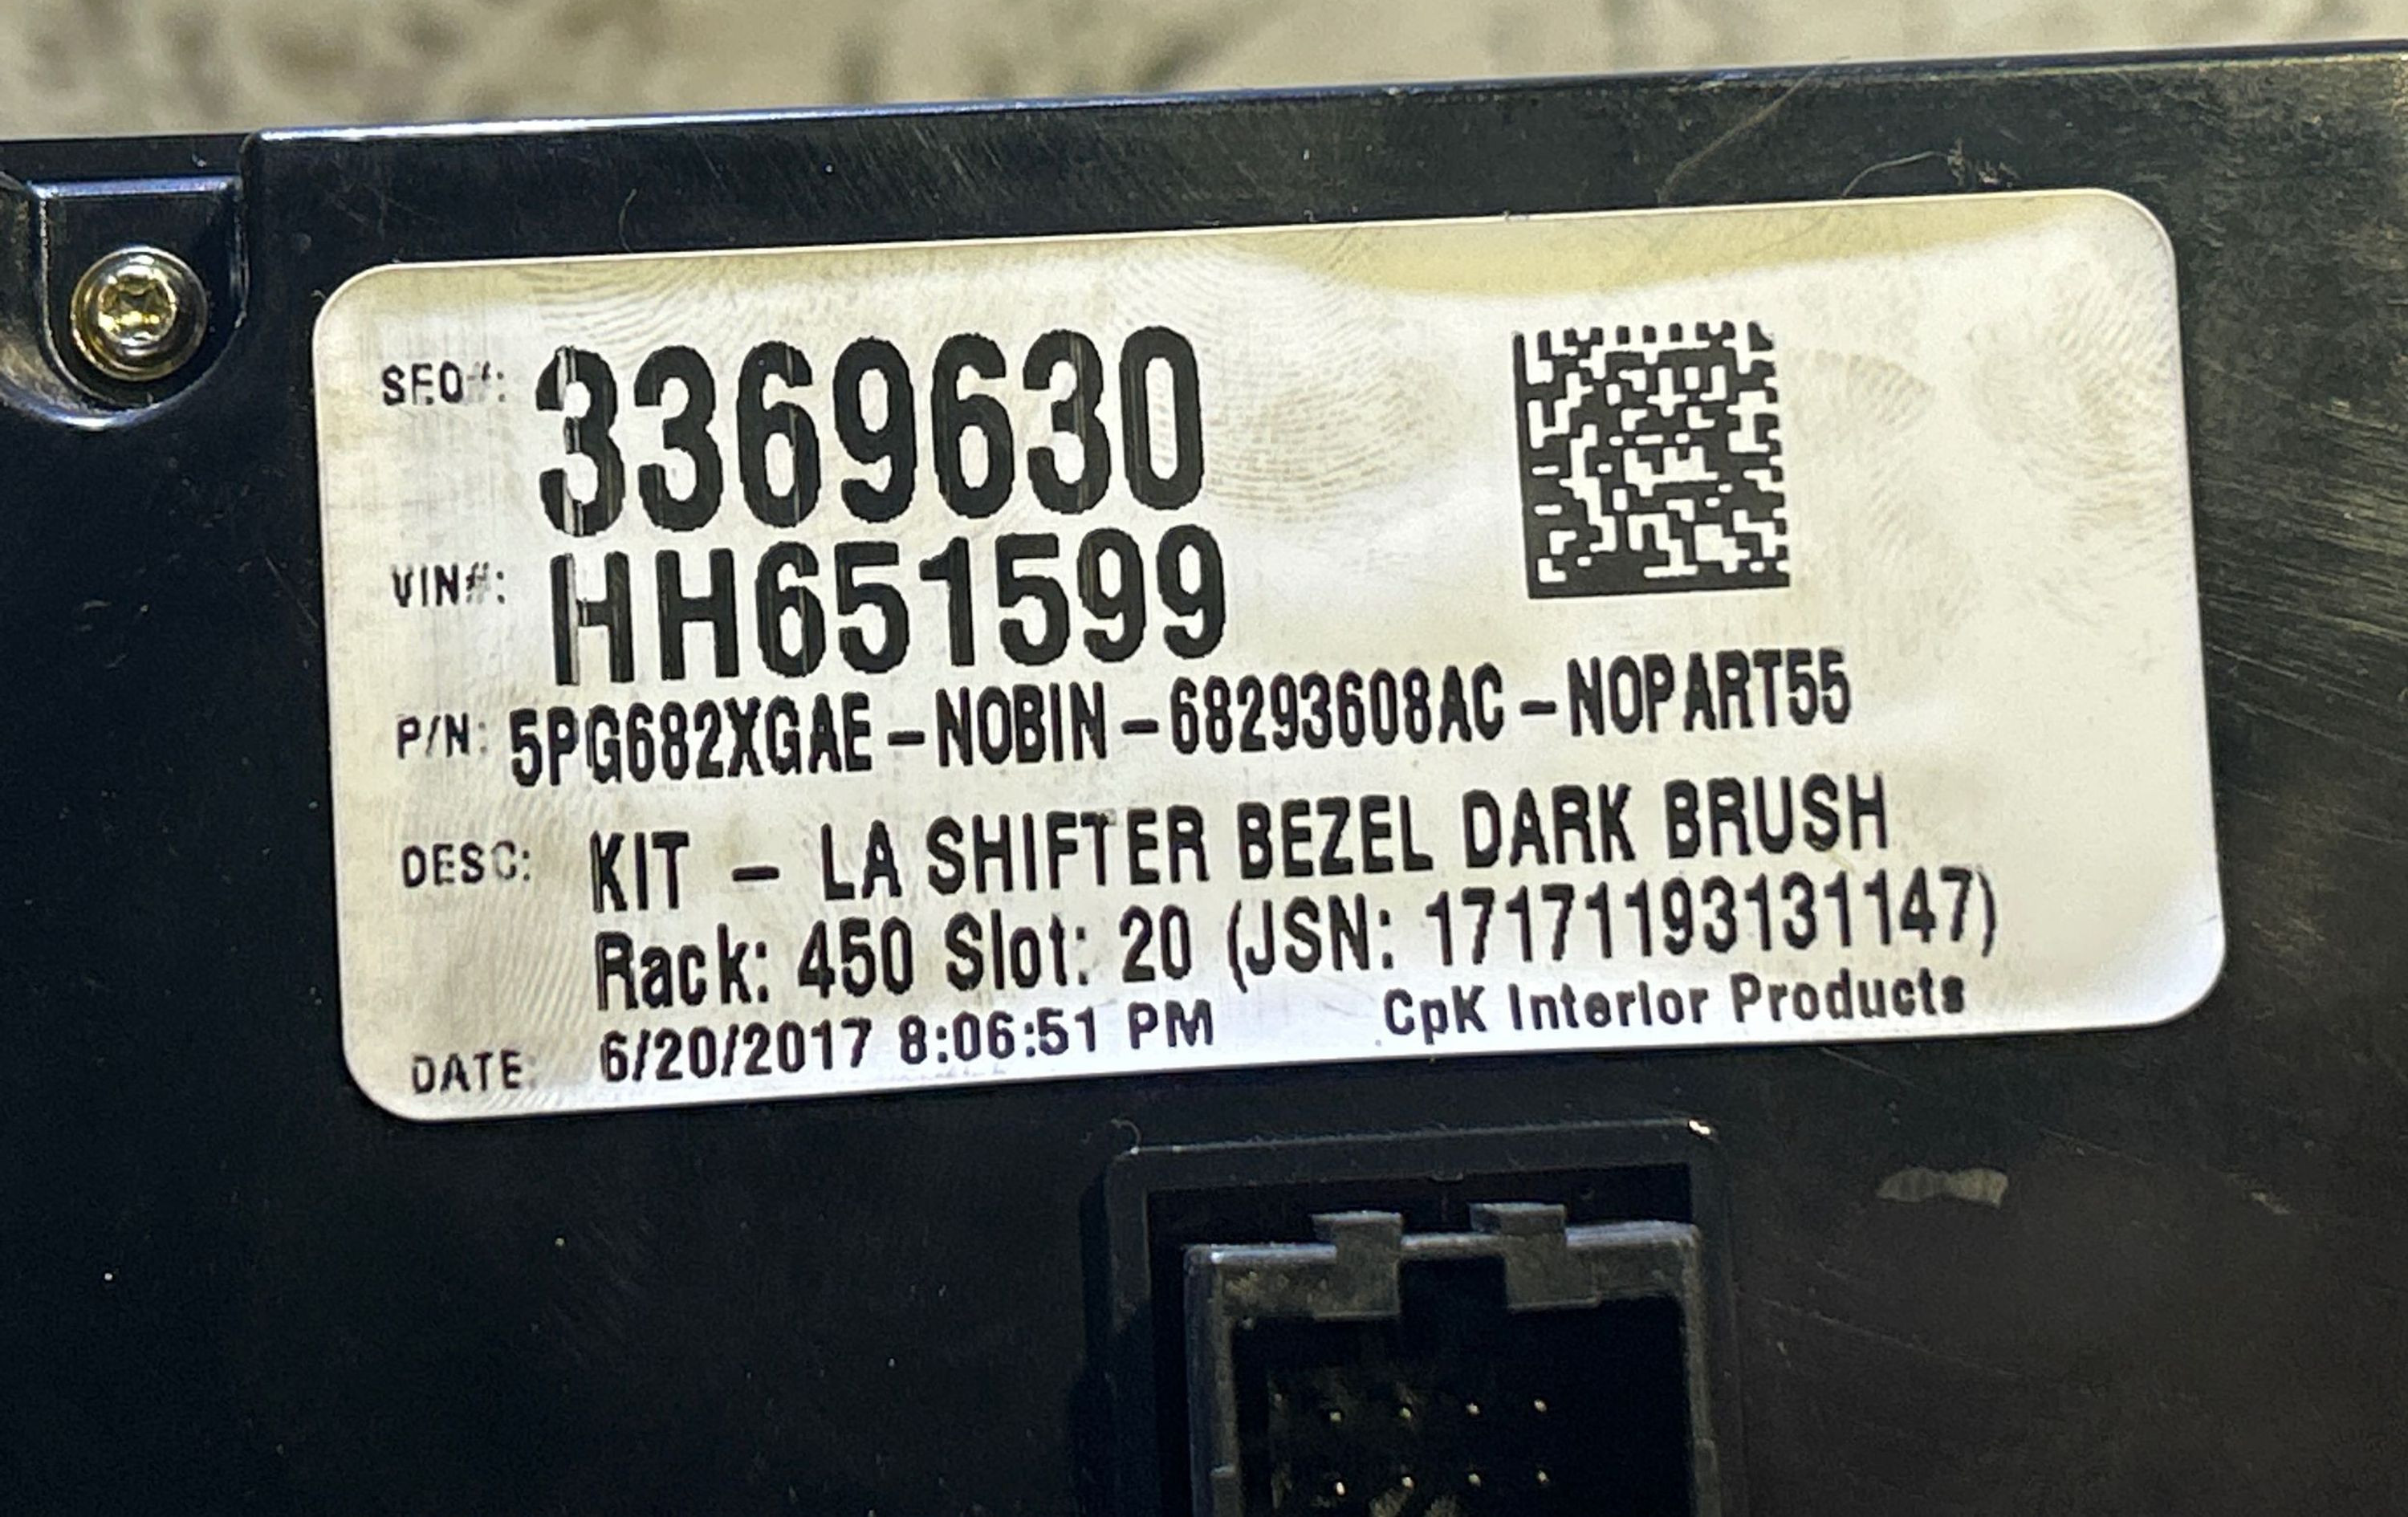 SEQ#: 3369630
VIN#: HH651599
P/N: 5PG682XGAE-NOBIN-68293608AC-NOPART55
DESC: KIT - LA SHIFTER BEZEL DARK BRUSH
Rack: 450 Slot: 20 (JSN: 17171193131147)
DATE: 6/20/2017 8:06:51 PM CpK Interior Products